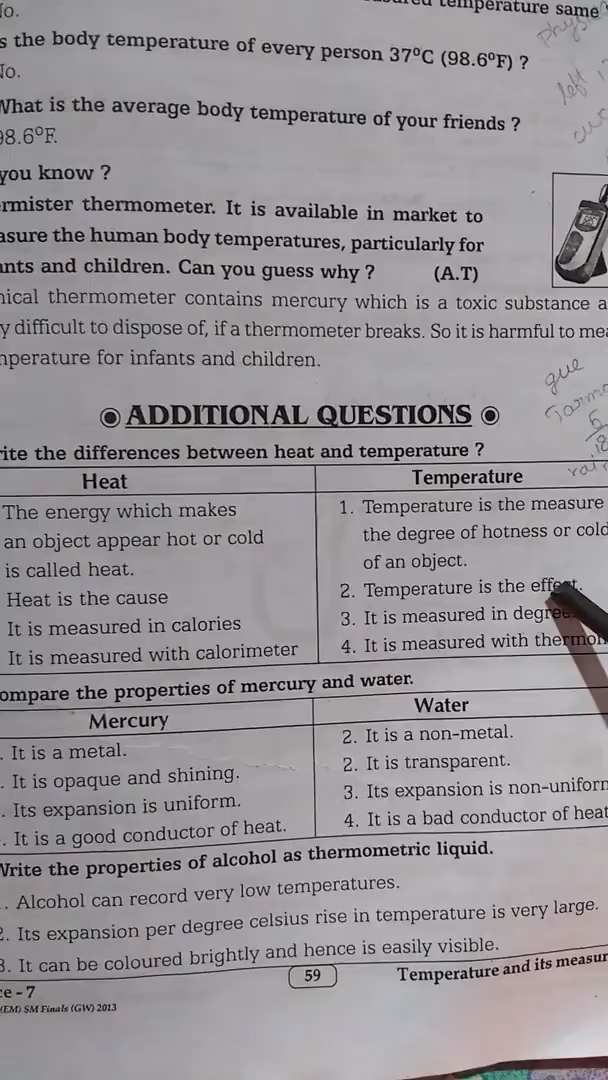 No.
temperature same
s the body temperature of every person 37°C (98.6°F) ?
No.
What is the average body temperature of your friends ?
98.6°F.
you know ?
rmister thermometer. It is available in market to
asure the human body temperatures, particularly for
ants and children. Can you guess why ? (A.T)
nical thermometer contains mercury which is a toxic substance a
y difficult to dispose of, if a thermometer breaks. So it is harmful to mea
mperature for infants and children.
◉ ADDITIONAL QUESTIONS ◉
rite the differences between heat and temperature ?
Heat
The energy which makes
an object appear hot or cold
is called heat.
Heat is the cause
It is measured in calories
It is measured with calorimeter
Temperature
1. Temperature is the measure
the degree of hotness or cold
of an object.
2. Temperature is the effect.
3. It is measured in degree
4. It is measured with thermom
ompare the properties of mercury and water.
Mercury
. It is a metal.
. It is opaque and shining.
. Its expansion is uniform.
. It is a good conductor of heat.
Water
2. It is a non-metal.
2. It is transparent.
3. Its expansion is non-uniform
4. It is a bad conductor of heat
Write the properties of alcohol as thermometric liquid.
. Alcohol can record very low temperatures.
2. Its expansion per degree celsius rise in temperature is very large.
3. It can be coloured brightly and hence is easily visible.
59
Temperature and its measur
ce - 7
(EM) SM Finals (GW) 2013
left
gue
5
18